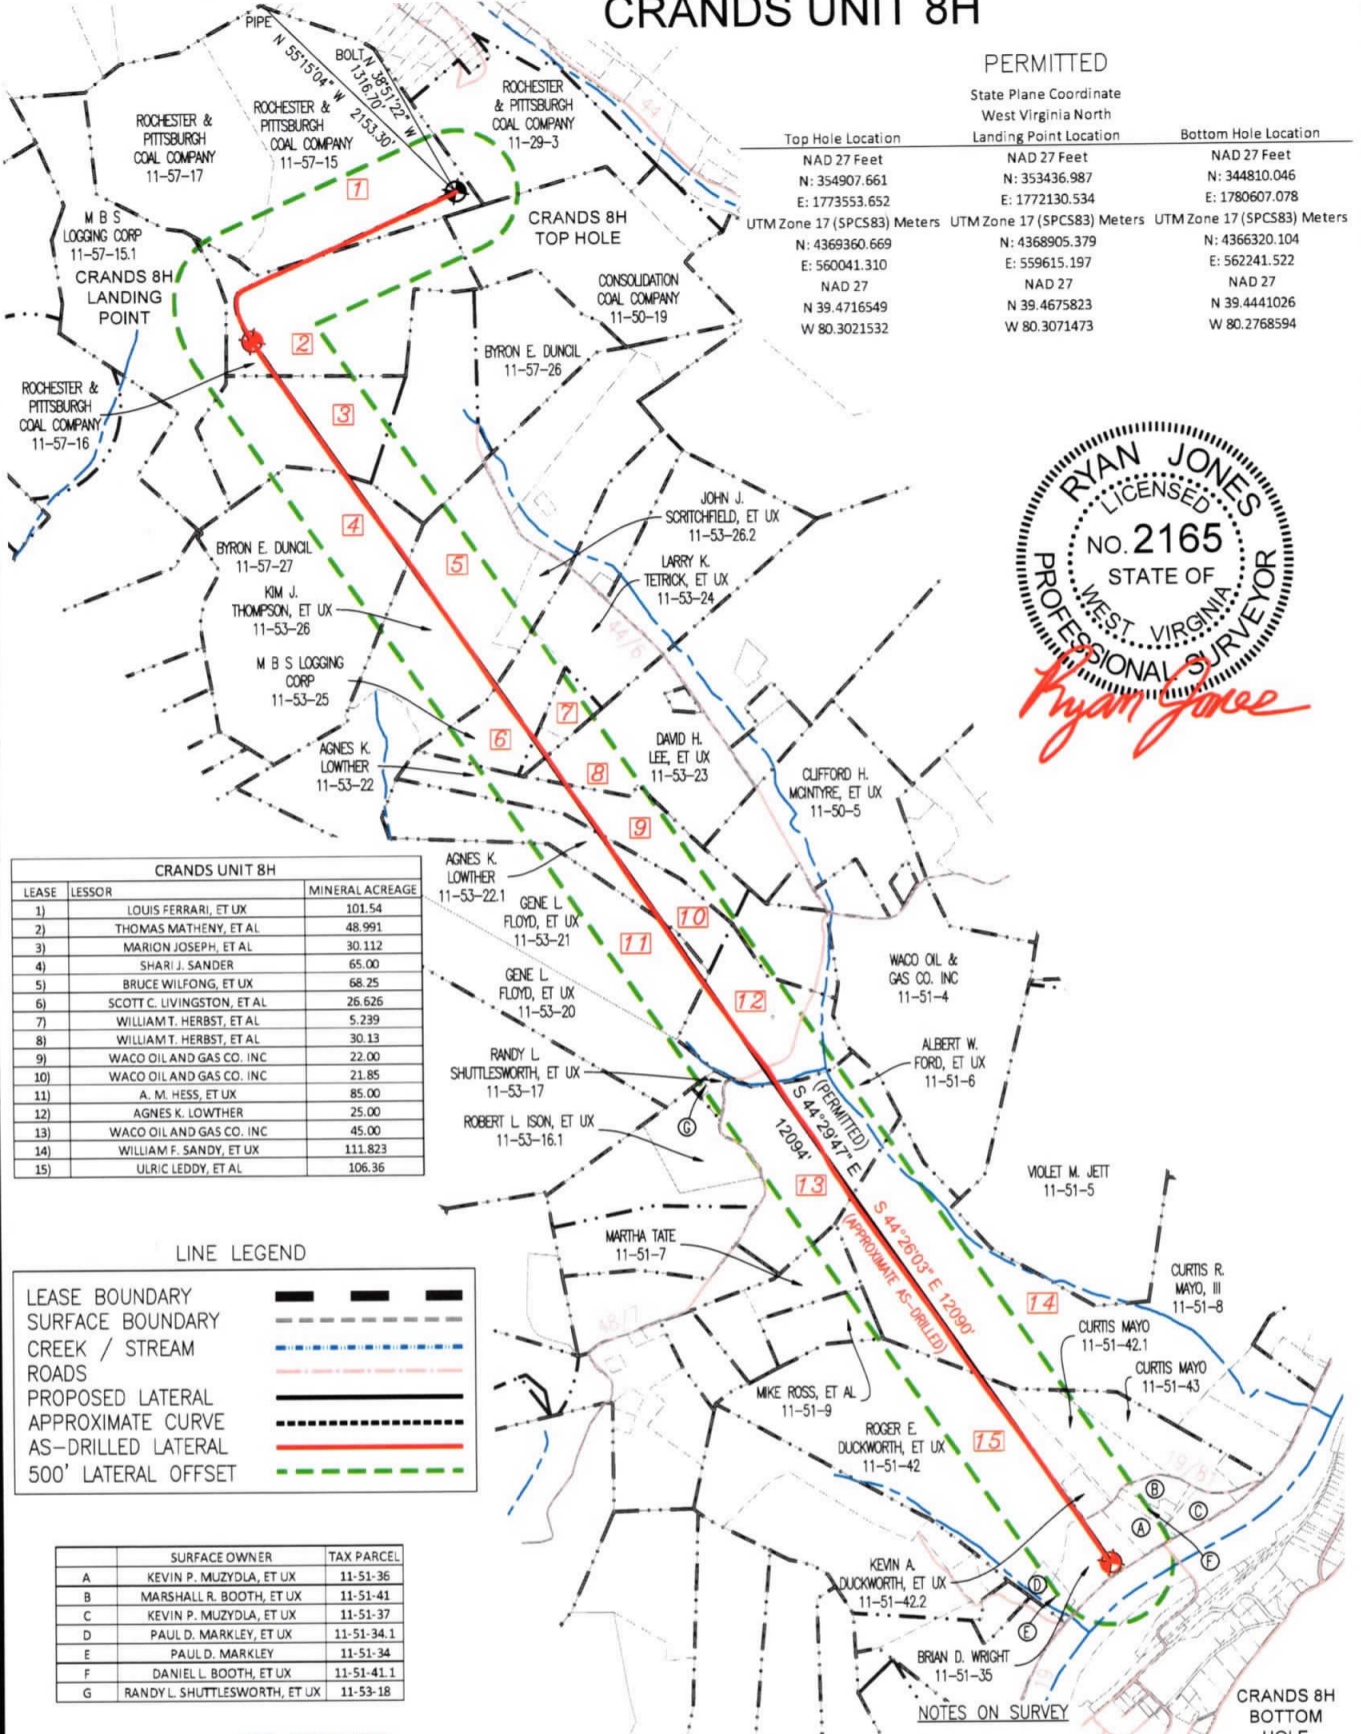 CRANDS UNIT 8H
PERMITTED
State Plane Coordinate
West Virginia North
Top Hole Location Landing Point Location Bottom Hole Location
NAD 27 Feet NAD 27 Feet NAD 27 Feet
N: 354907.661 N: 353436.987 N: 344810.046
E: 1773553.652 E: 1772130.534 E: 1780607.078
UTM Zone 17 (SPCS83) Meters UTM Zone 17 (SPCS83) Meters UTM Zone 17 (SPCS83) Meters
N: 4369360.669 N: 4368905.379 N: 4366320.104
E: 560041.310 E: 559615.197 E: 562241.522
NAD 27 NAD 27 NAD 27
N 39.4716549 N 39.4675823 N 39.4441026
W 80.3021532 W 80.3071473 W 80.2768594
PIPE
N 55°15'04" W 2153.30'
BOLT
N 38°51'22" W
1316.70'
ROCHESTER &
PITTSBURGH
COAL COMPANY
11-57-17
ROCHESTER &
PITTSBURGH
COAL COMPANY
11-57-15
ROCHESTER
& PITTSBURGH
COAL COMPANY
11-29-3
44
1
M B S
LOGGING CORP
11-57-15.1
CRANDS 8H
LANDING
POINT
CRANDS 8H
TOP HOLE
CONSOLIDATION
COAL COMPANY
11-50-19
2
BYRON E. DUNCIL
11-57-26
ROCHESTER &
PITTSBURGH
COAL COMPANY
11-57-16
3
RYAN JONES
LICENSED
NO. 2165
STATE OF
WEST VIRGINIA
PROFESSIONAL SURVEYOR
Ryan Jones
4
JOHN J.
SCRITCHFIELD, ET UX
11-53-26.2
BYRON E. DUNCIL
11-57-27
5
LARRY K.
TETRICK, ET UX
11-53-24
KIM J.
THOMPSON, ET UX
11-53-26
44/6
M B S LOGGING
CORP
11-53-25
7
6
AGNES K.
LOWTHER
11-53-22
DAVID H.
LEE, ET UX
11-53-23
8
CLIFFORD H.
MCINTYRE, ET UX
11-50-5
9
AGNES K.
LOWTHER
11-53-22.1
GENE L.
FLOYD, ET UX
11-53-21
10
11
GENE L.
FLOYD, ET UX
11-53-20
WACO OIL &
GAS CO. INC
11-51-4
12
RANDY L.
SHUTTLESWORTH, ET UX
11-53-17
ALBERT W.
FORD, ET UX
11-51-6
ROBERT L. ISON, ET UX
11-53-16.1
G
(PERMITTED)
S 44°29'47" E
12094'
13
VIOLET M. JETT
11-51-5
S 44°26'03" E 12090'
(APPROXIMATE AS-DRILLED)
MARTHA TATE
11-51-7
48/7
14
CURTIS R.
MAYO, III
11-51-8
CURTIS MAYO
11-51-42.1
CURTIS MAYO
11-51-43
MIKE ROSS, ET AL
11-51-9
ROGER E.
DUCKWORTH, ET UX
11-51-42
15
B
C
A
F
KEVIN A.
DUCKWORTH, ET UX
11-51-42.2
D
E
BRIAN D. WRIGHT
11-51-35
19
NOTES ON SURVEY
CRANDS 8H
BOTTOM
HOLE
CRANDS UNIT 8H
LEASE LESSOR MINERAL ACREAGE
1) LOUIS FERRARI, ET UX 101.54
2) THOMAS MATHENY, ET AL 48.991
3) MARION JOSEPH, ET AL 30.112
4) SHARI J. SANDER 65.00
5) BRUCE WILFONG, ET UX 68.25
6) SCOTT C. LIVINGSTON, ET AL 26.626
7) WILLIAM T. HERBST, ET AL 5.239
8) WILLIAM T. HERBST, ET AL 30.13
9) WACO OIL AND GAS CO. INC 22.00
10) WACO OIL AND GAS CO. INC 21.85
11) A. M. HESS, ET UX 85.00
12) AGNES K. LOWTHER 25.00
13) WACO OIL AND GAS CO. INC 45.00
14) WILLIAM F. SANDY, ET UX 111.823
15) ULRIC LEDDY, ET AL 106.36
LINE LEGEND
LEASE BOUNDARY
SURFACE BOUNDARY
CREEK / STREAM
ROADS
PROPOSED LATERAL
APPROXIMATE CURVE
AS-DRILLED LATERAL
500' LATERAL OFFSET
SURFACE OWNER TAX PARCEL
A KEVIN P. MUZYDLA, ET UX 11-51-36
B MARSHALL R. BOOTH, ET UX 11-51-41
C KEVIN P. MUZYDLA, ET UX 11-51-37
D PAUL D. MARKLEY, ET UX 11-51-34.1
E PAUL D. MARKLEY 11-51-34
F DANIEL L. BOOTH, ET UX 11-51-41.1
G RANDY L. SHUTTLESWORTH, ET UX 11-53-18